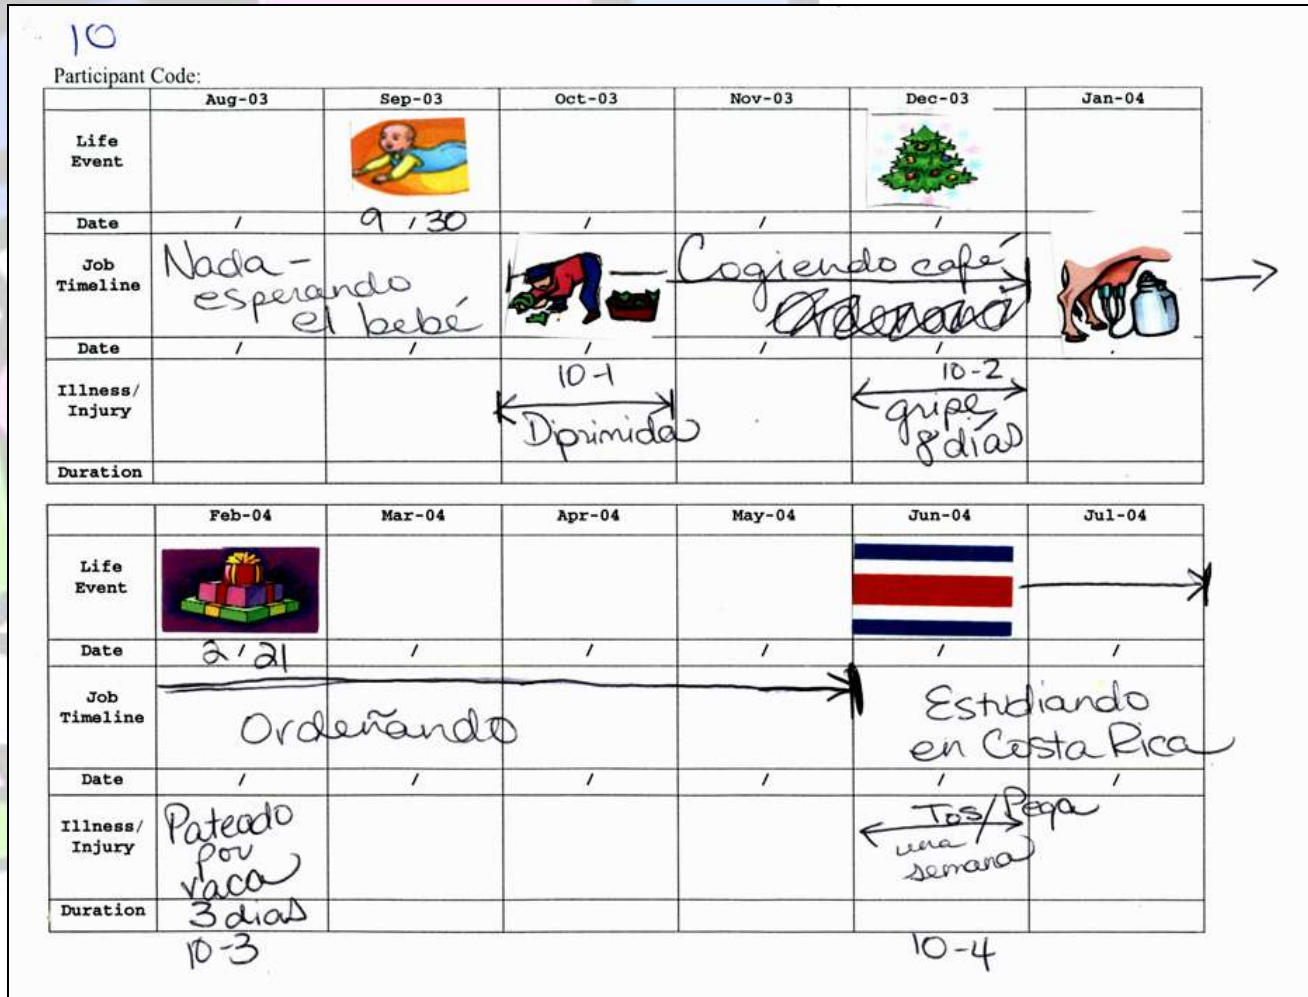 10
Participant Code:
Aug-03 Sep-03 Oct-03 Nov-03 Dec-03 Jan-04
Life Event
Date / 9 / 30 / / /
Job Timeline
Nada - esperando el bebé
Cogiendo café
Date / / / / /
Illness/ Injury
10-1
Diprimida
10-2
gripe, 8 días
Duration
Feb-04 Mar-04 Apr-04 May-04 Jun-04 Jul-04
Life Event
Date 2 / 21 / / / / /
Job Timeline
Ordeñando
Estudiando
en Costa Rica
Date / / / / / /
Illness/ Injury
Pateado
por
vaca
Tos/Pega
una
semana
Duration 3 dias
10-3 10-4